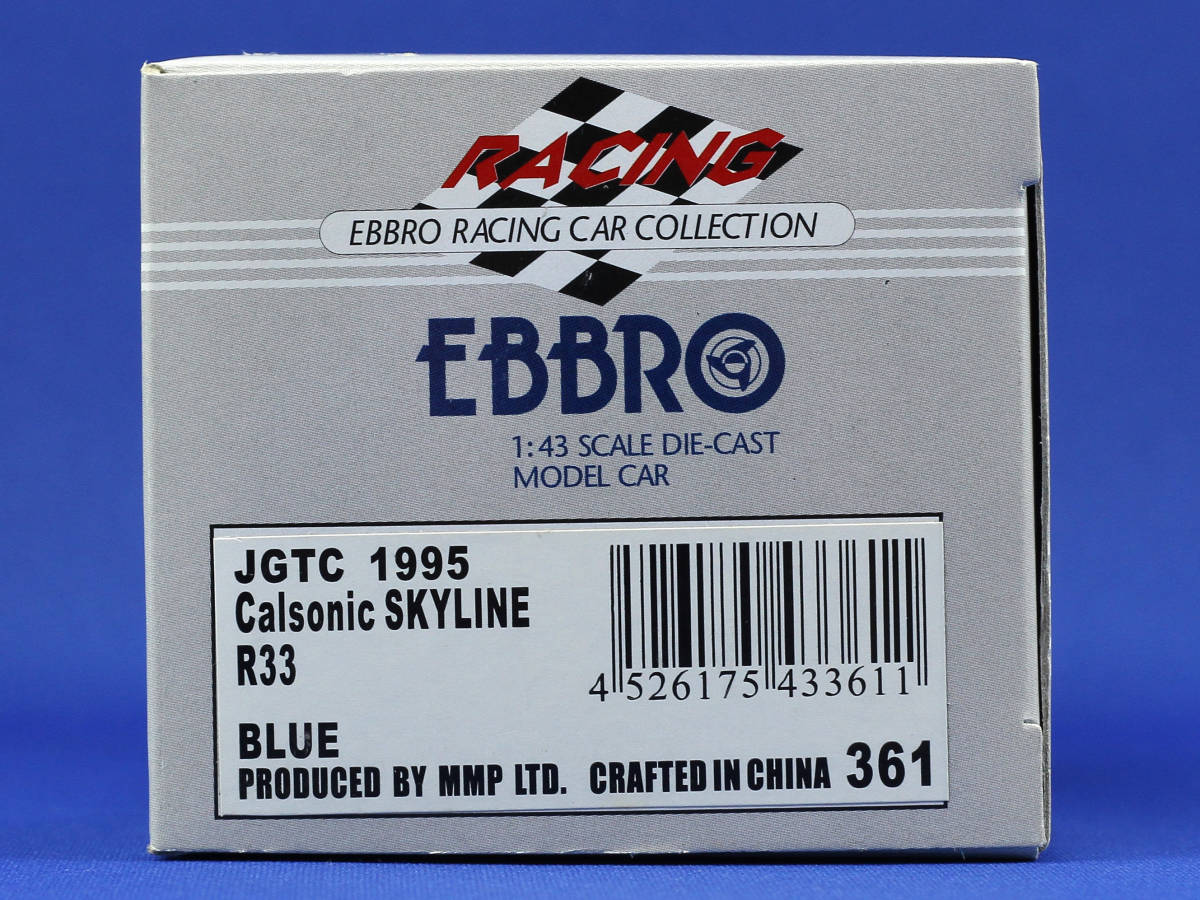 RACING
EBBRO RACING CAR COLLECTION
EBBRO
1:43 SCALE DIE-CAST
MODEL CAR
JGTC 1995
Calsonic SKYLINE
R33
4 526175 433611
BLUE
PRODUCED BY MMP LTD. CRAFTED IN CHINA 361